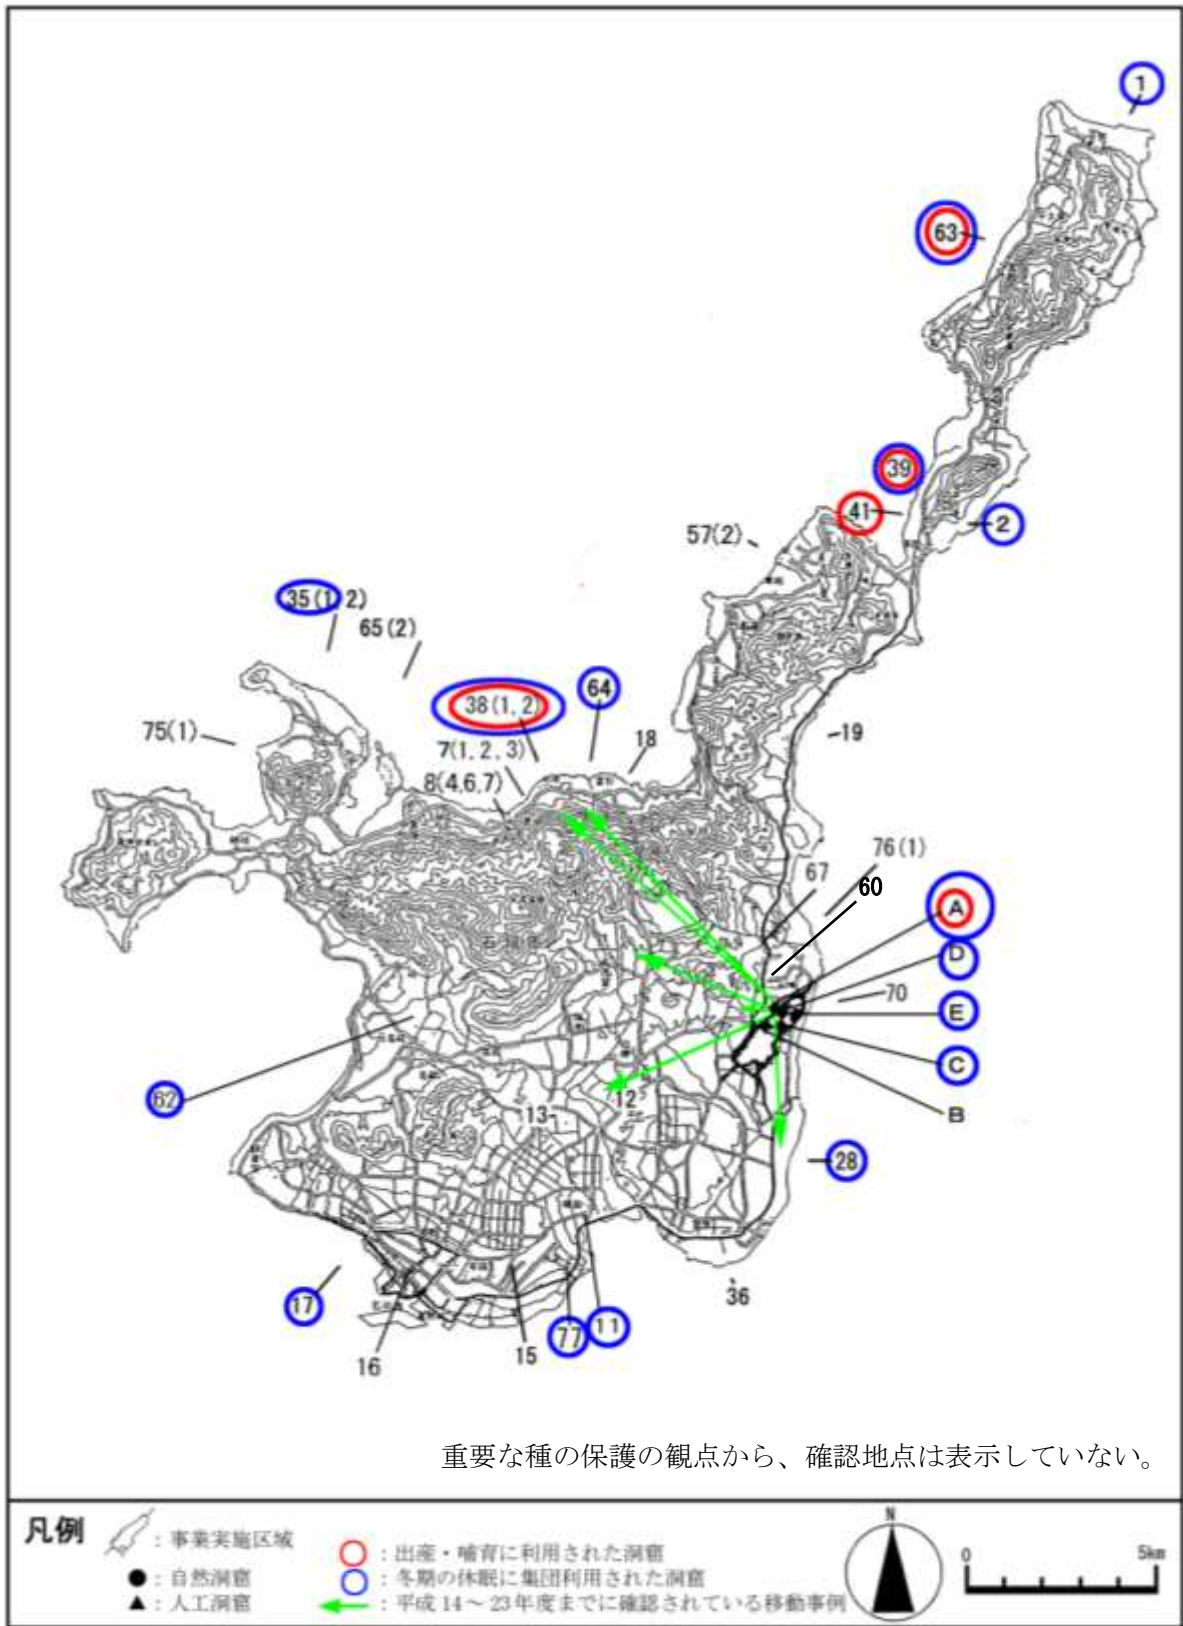 1
63
39
41
2
57(2)
35(1, 2)
65(2)
64
38(1, 2)
75(1)
7(1, 2, 3)
18
19
8(4,6,7)
76(1)
67
60
A
D
70
E
C
62
12
13
B
28
17
36
77
11
15
16
重要な種の保護の観点から、確認地点は表示していない。
凡例
：事業実施区域
：自然洞窟
：人工洞窟
：出産・哺育に利用された洞窟
：冬期の休眠に集団利用された洞窟
：平成14～23年度までに確認されている移動事例
N
0
5km